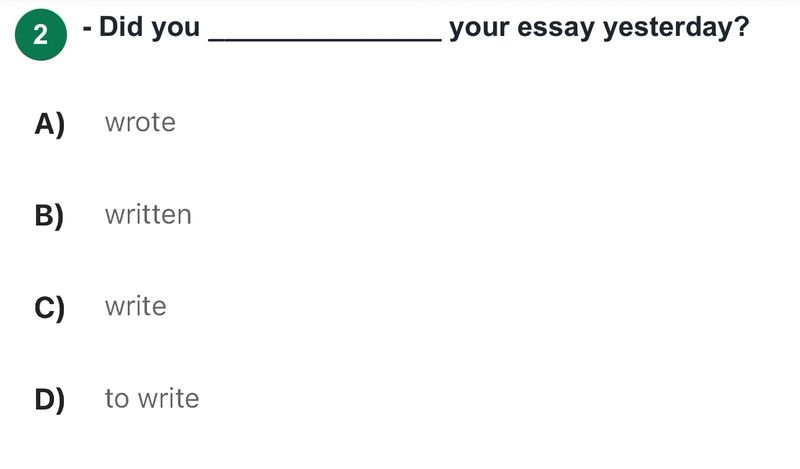 2 - Did you _______________ your essay yesterday?
A) wrote
B) written
C) write
D) to write